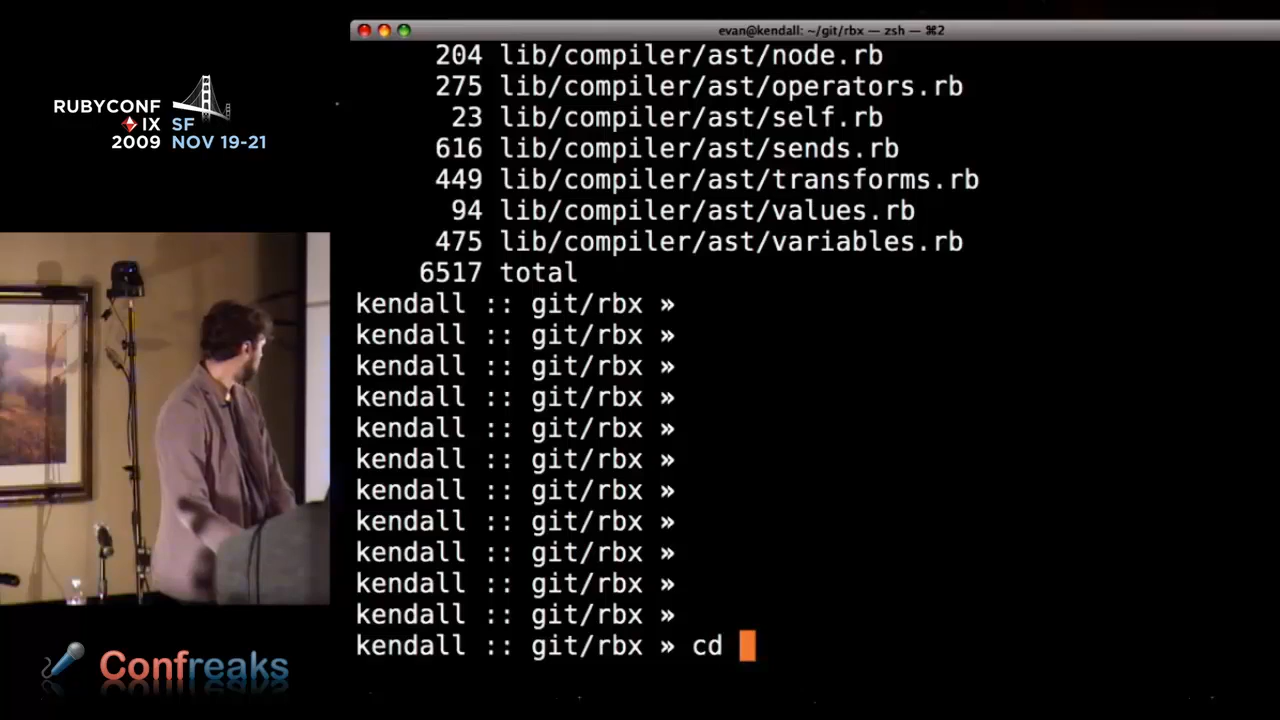 RUBYCONF
IX SF
2009 NOV 19-21
evan@kendall: ~/git/rbx — zsh — ⌘2
204 lib/compiler/ast/node.rb
275 lib/compiler/ast/operators.rb
23 lib/compiler/ast/self.rb
616 lib/compiler/ast/sends.rb
449 lib/compiler/ast/transforms.rb
94 lib/compiler/ast/values.rb
475 lib/compiler/ast/variables.rb
6517 total
kendall :: git/rbx »
kendall :: git/rbx »
kendall :: git/rbx »
kendall :: git/rbx »
kendall :: git/rbx »
kendall :: git/rbx »
kendall :: git/rbx »
kendall :: git/rbx »
kendall :: git/rbx »
kendall :: git/rbx »
kendall :: git/rbx »
kendall :: git/rbx » cd
Confreaks